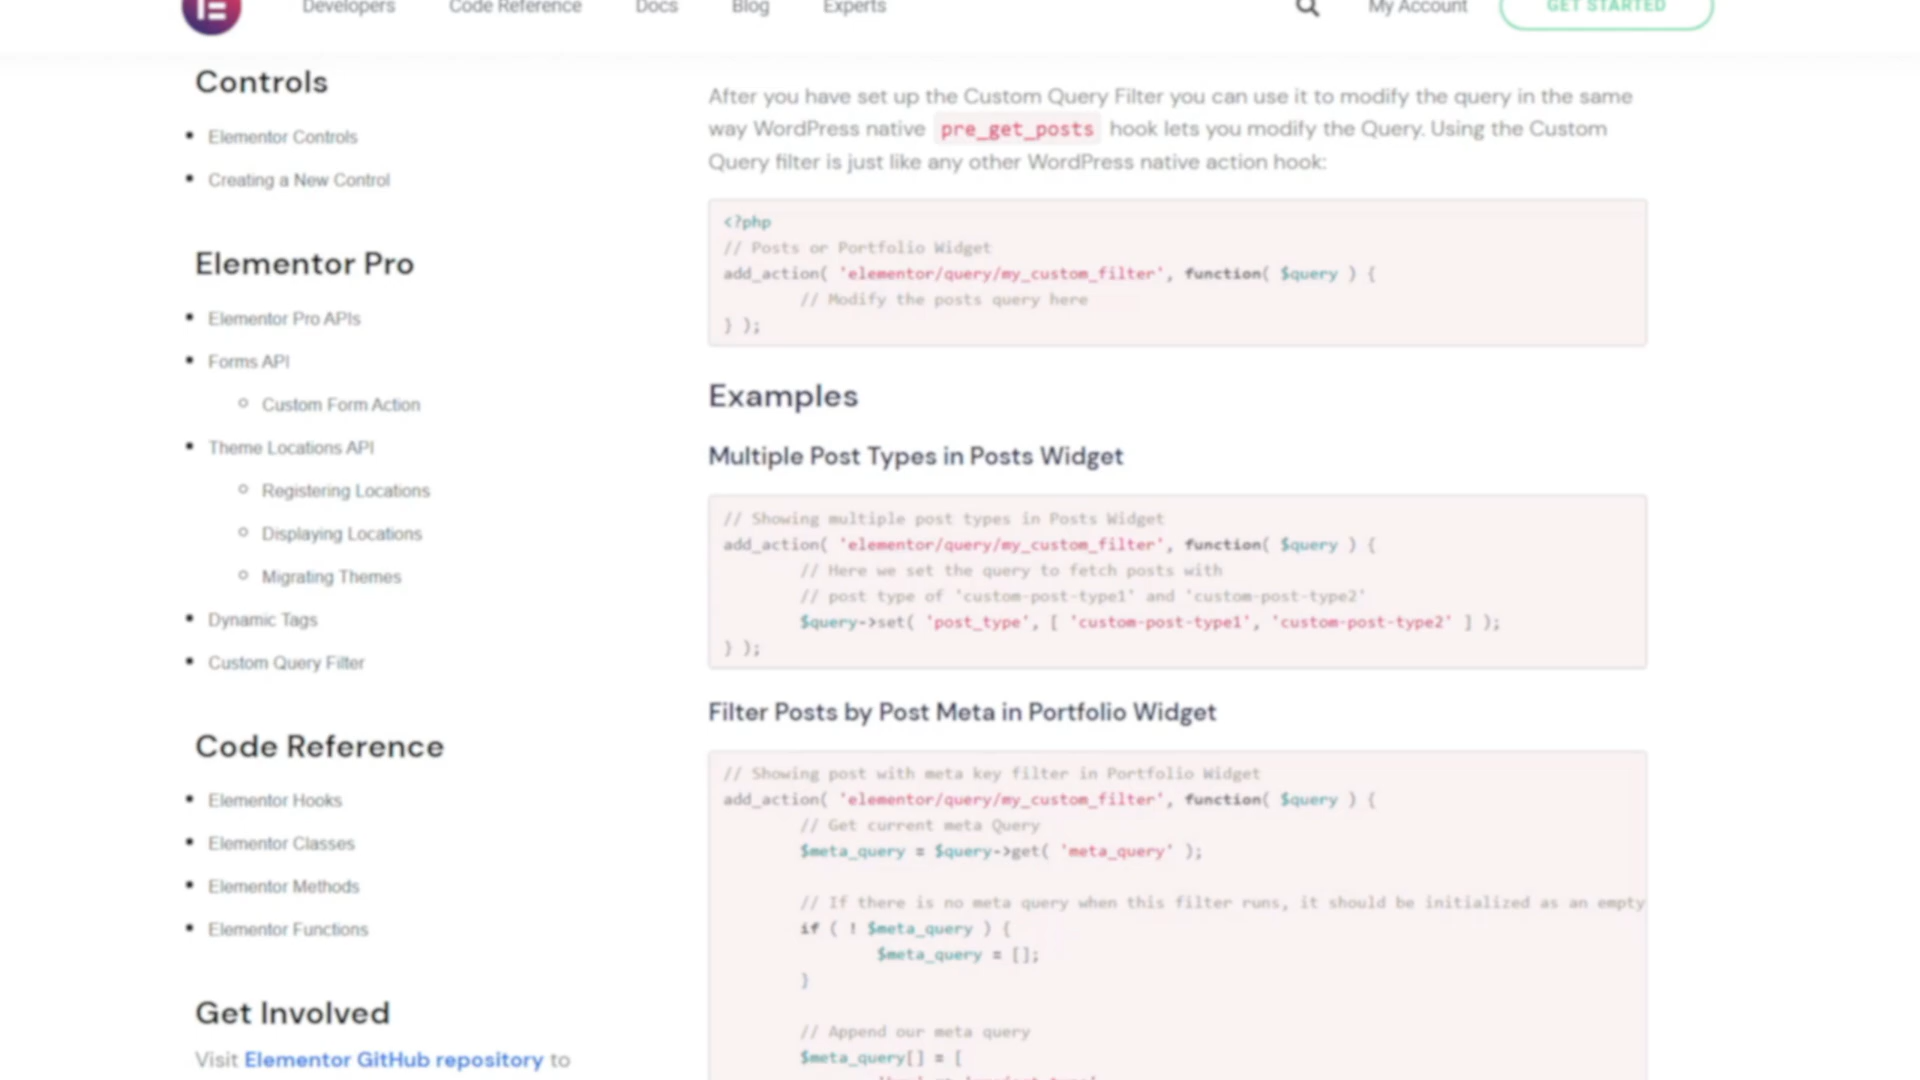 Developers Code Reference Docs Blog Experts My Account GET STARTED
Controls
Elementor Controls
Creating a New Control
Elementor Pro
Elementor Pro APIs
Forms API
Custom Form Action
Theme Locations API
Registering Locations
Displaying Locations
Migrating Themes
Dynamic Tags
Custom Query Filter
Code Reference
Elementor Hooks
Elementor Classes
Elementor Methods
Elementor Functions
Get Involved
Visit Elementor GitHub repository to
After you have set up the Custom Query Filter you can use it to modify the query in the same
way WordPress native pre_get_posts hook lets you modify the Query. Using the Custom
Query filter is just like any other WordPress native action hook:
<?php
// Posts or Portfolio Widget
add_action( 'elementor/query/my_custom_filter', function( $query ) {
// Modify the posts query here
} );
Examples
Multiple Post Types in Posts Widget
// Showing multiple post types in Posts Widget
add_action( 'elementor/query/my_custom_filter', function( $query ) {
// Here we set the query to fetch posts with
// post type of 'custom-post-type1' and 'custom-post-type2'
$query->set( 'post_type', [ 'custom-post-type1', 'custom-post-type2' ] );
} );
Filter Posts by Post Meta in Portfolio Widget
// Showing post with meta key filter in Portfolio Widget
add_action( 'elementor/query/my_custom_filter', function( $query ) {
// Get current meta Query
$meta_query = $query->get( 'meta_query' );
// If there is no meta query when this filter runs, it should be initialized as an empty
if ( ! $meta_query ) {
$meta_query = [];
}
// Append our meta query
$meta_query[] = [